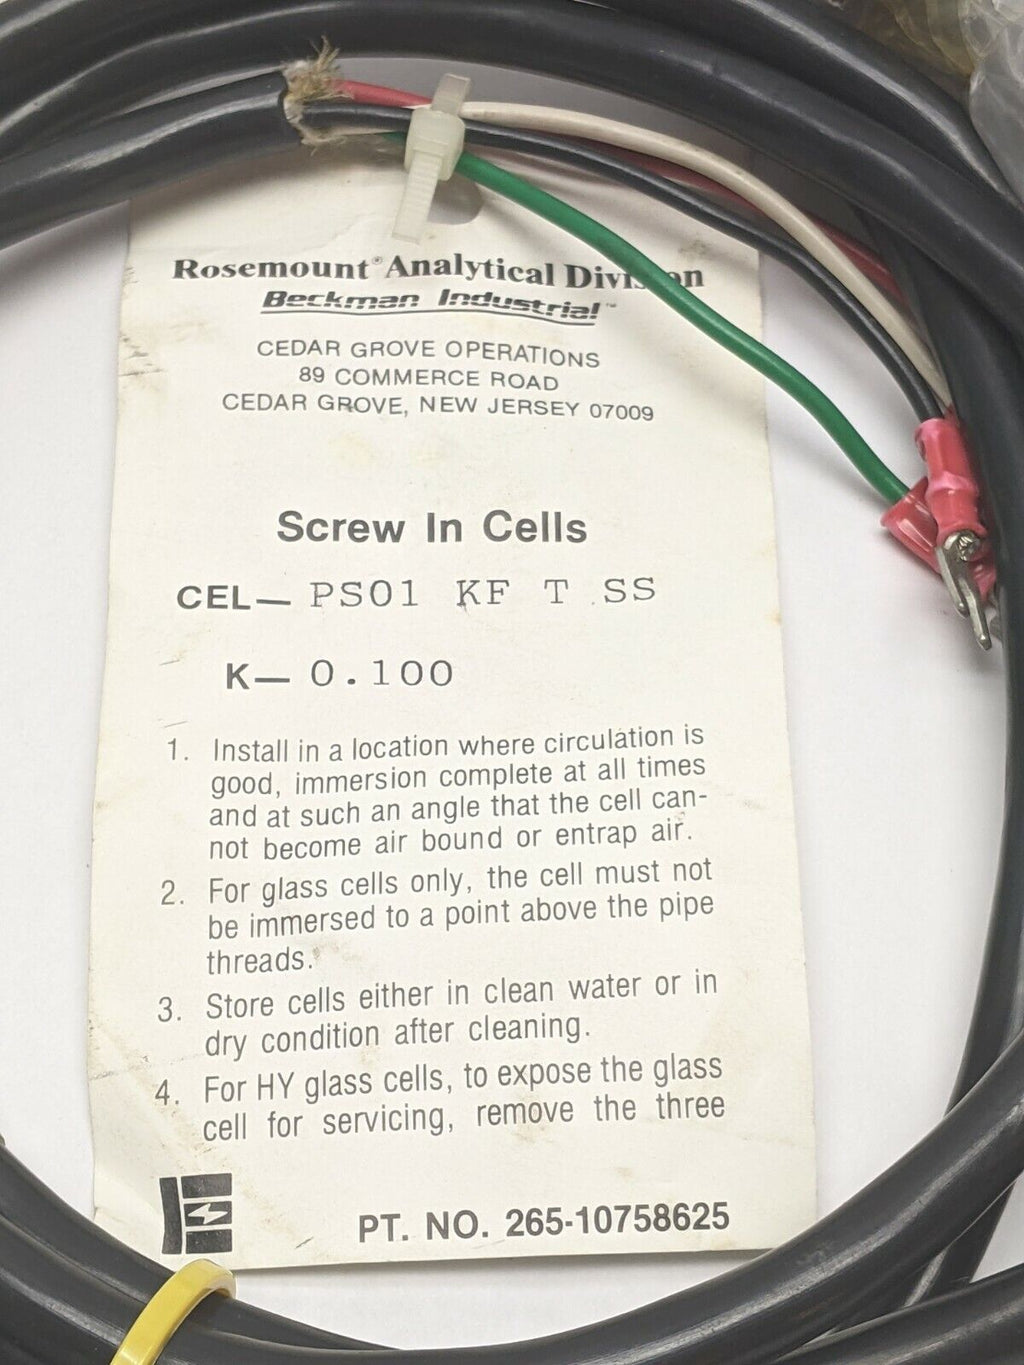 Rosemount® Analytical Division
Beckman Industrial™
CEDAR GROVE OPERATIONS
89 COMMERCE ROAD
CEDAR GROVE, NEW JERSEY 07009
Screw In Cells
CEL— PS01 KF T SS
K— 0.100
1. Install in a location where circulation is
good, immersion complete at all times
and at such an angle that the cell can-
not become air bound or entrap air.
2. For glass cells only, the cell must not
be immersed to a point above the pipe
threads.
3. Store cells either in clean water or in
dry condition after cleaning.
4. For HY glass cells, to expose the glass
cell for servicing, remove the three
PT. NO. 265-10758625